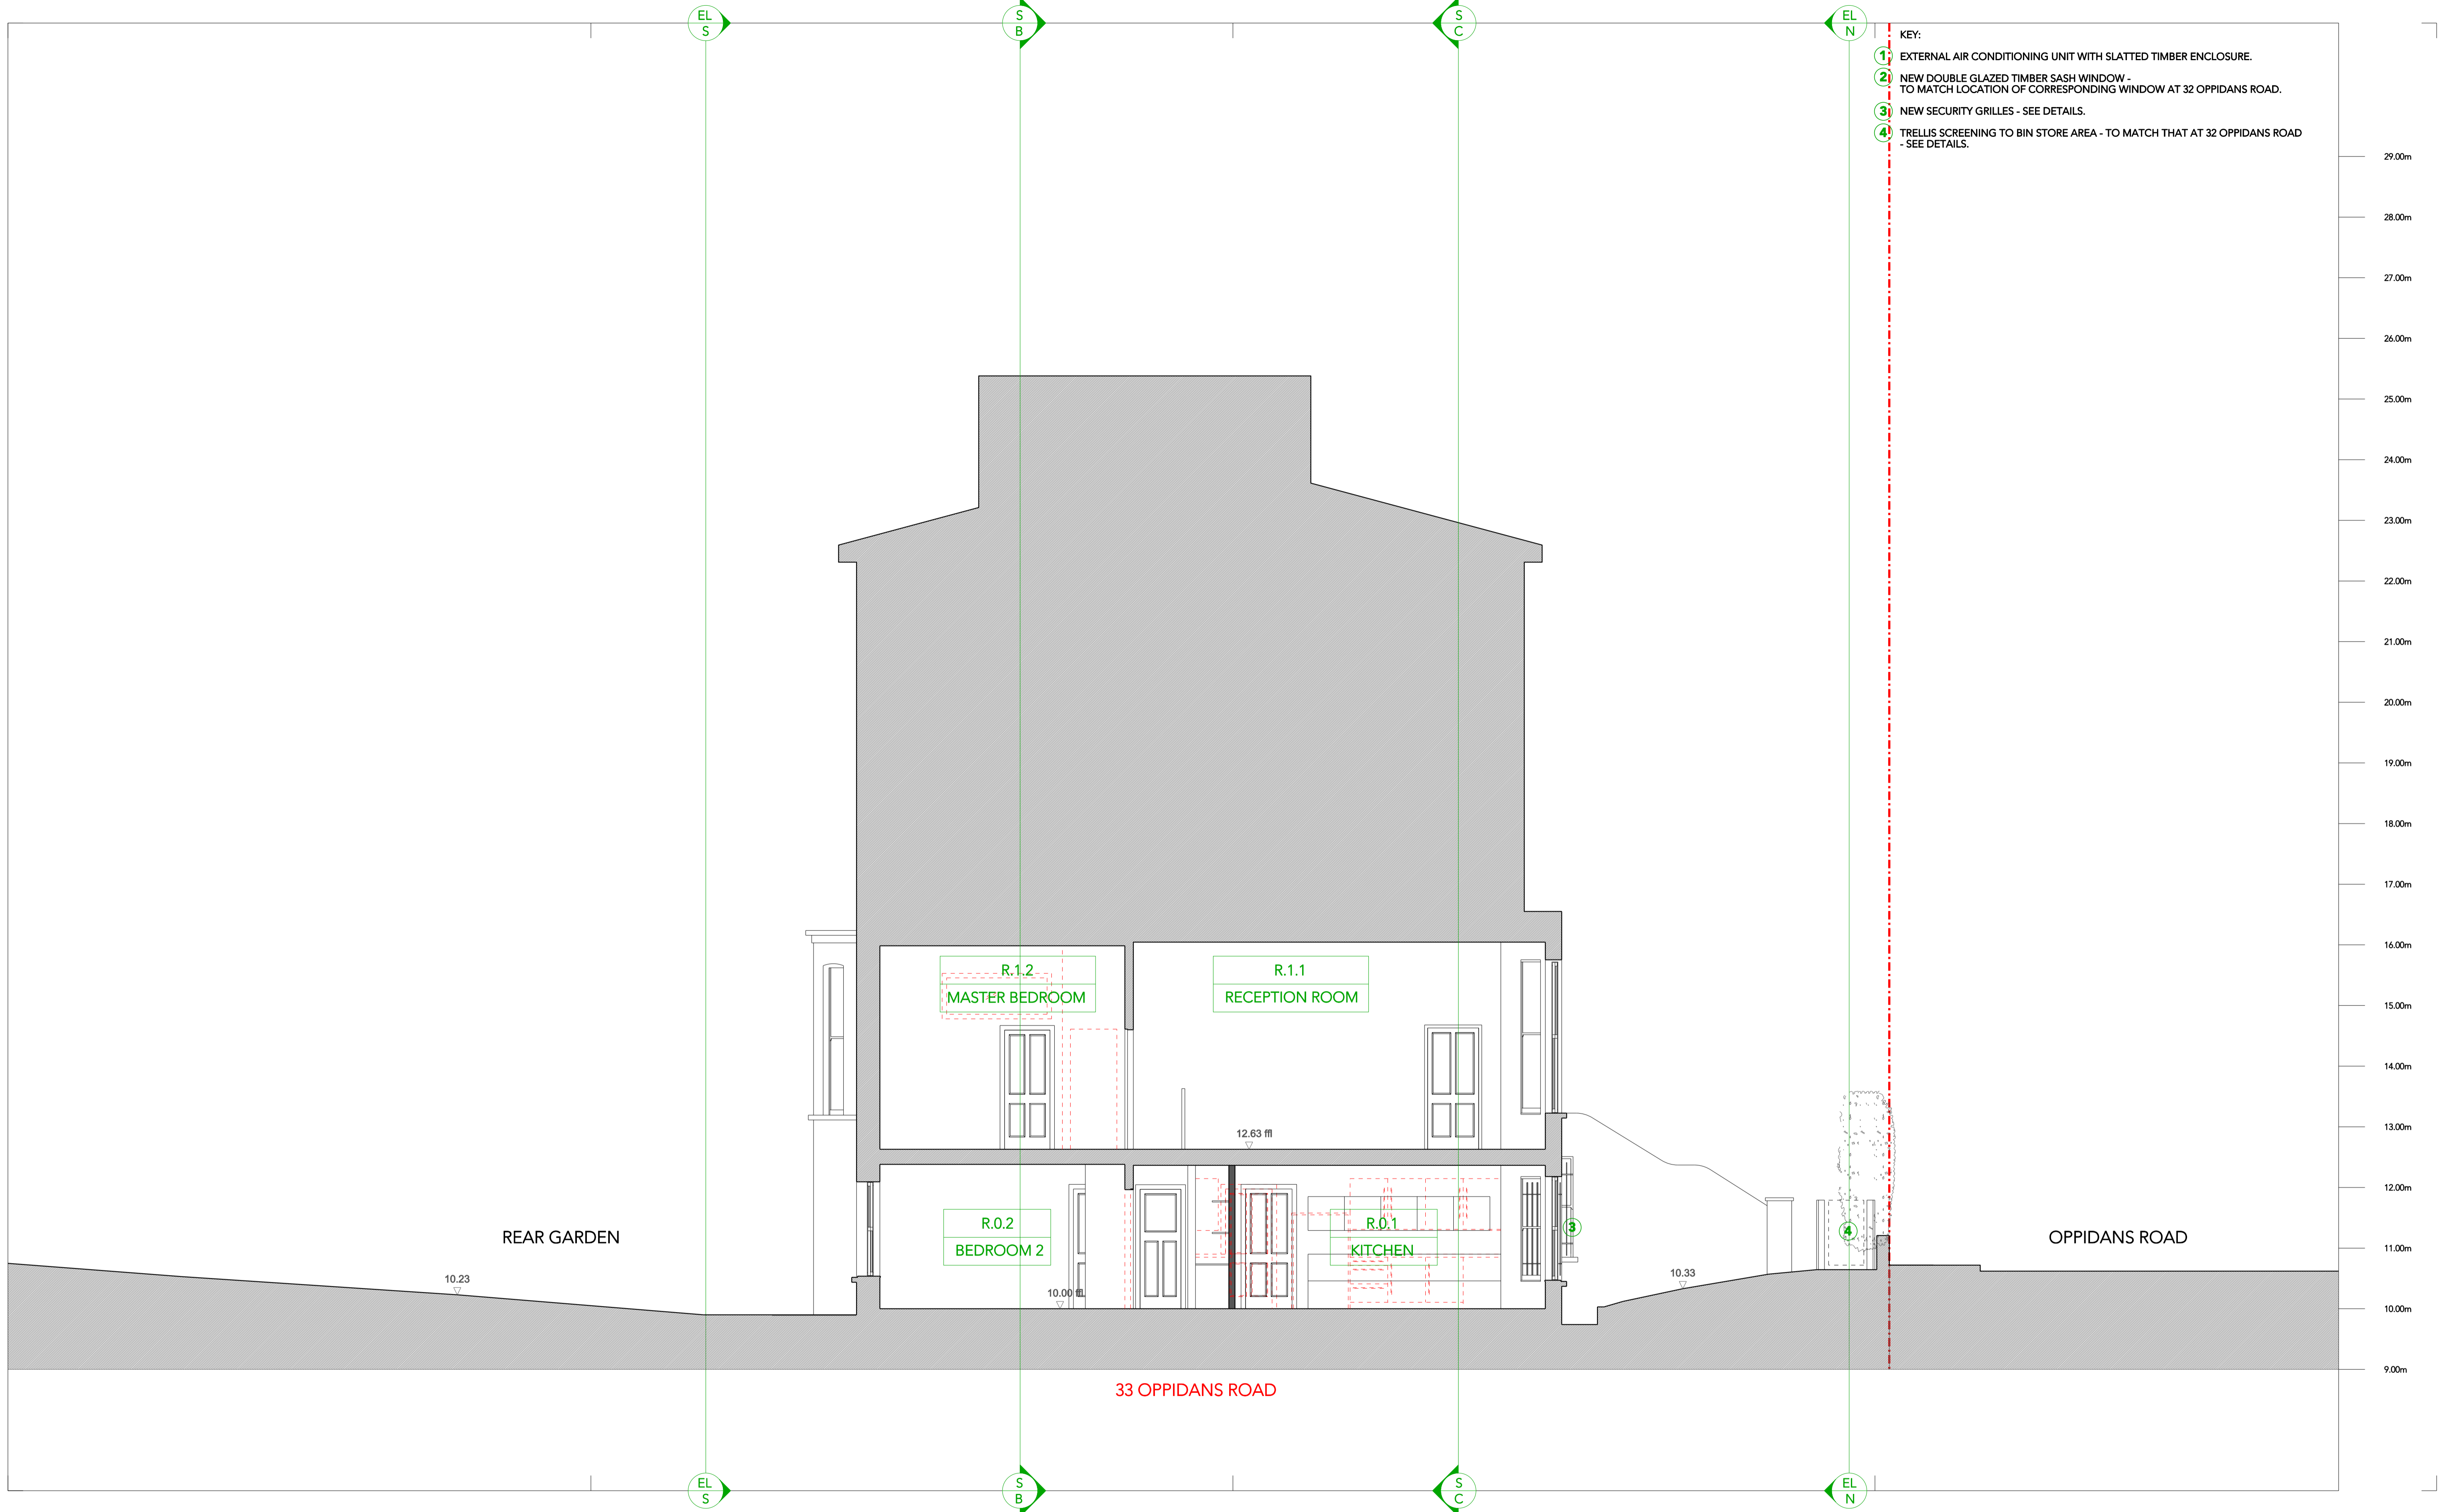 EL
S
S
B
S
C
EL
N
KEY:
1 EXTERNAL AIR CONDITIONING UNIT WITH SLATTED TIMBER ENCLOSURE.
2 NEW DOUBLE GLAZED TIMBER SASH WINDOW -
TO MATCH LOCATION OF CORRESPONDING WINDOW AT 32 OPPIDANS ROAD.
3 NEW SECURITY GRILLES - SEE DETAILS.
4 TRELLIS SCREENING TO BIN STORE AREA - TO MATCH THAT AT 32 OPPIDANS ROAD
- SEE DETAILS.
29.00m
28.00m
27.00m
26.00m
25.00m
24.00m
23.00m
22.00m
21.00m
20.00m
19.00m
18.00m
17.00m
16.00m
15.00m
14.00m
13.00m
12.00m
11.00m
10.00m
9.00m
R.1.2
MASTER BEDROOM
R.1.1
RECEPTION ROOM
12.63 ffl
R.0.2
BEDROOM 2
R.0.1
KITCHEN
3
4
REAR GARDEN
OPPIDANS ROAD
10.23
10.00 ffl
10.33
33 OPPIDANS ROAD
EL
S
S
B
S
C
EL
N